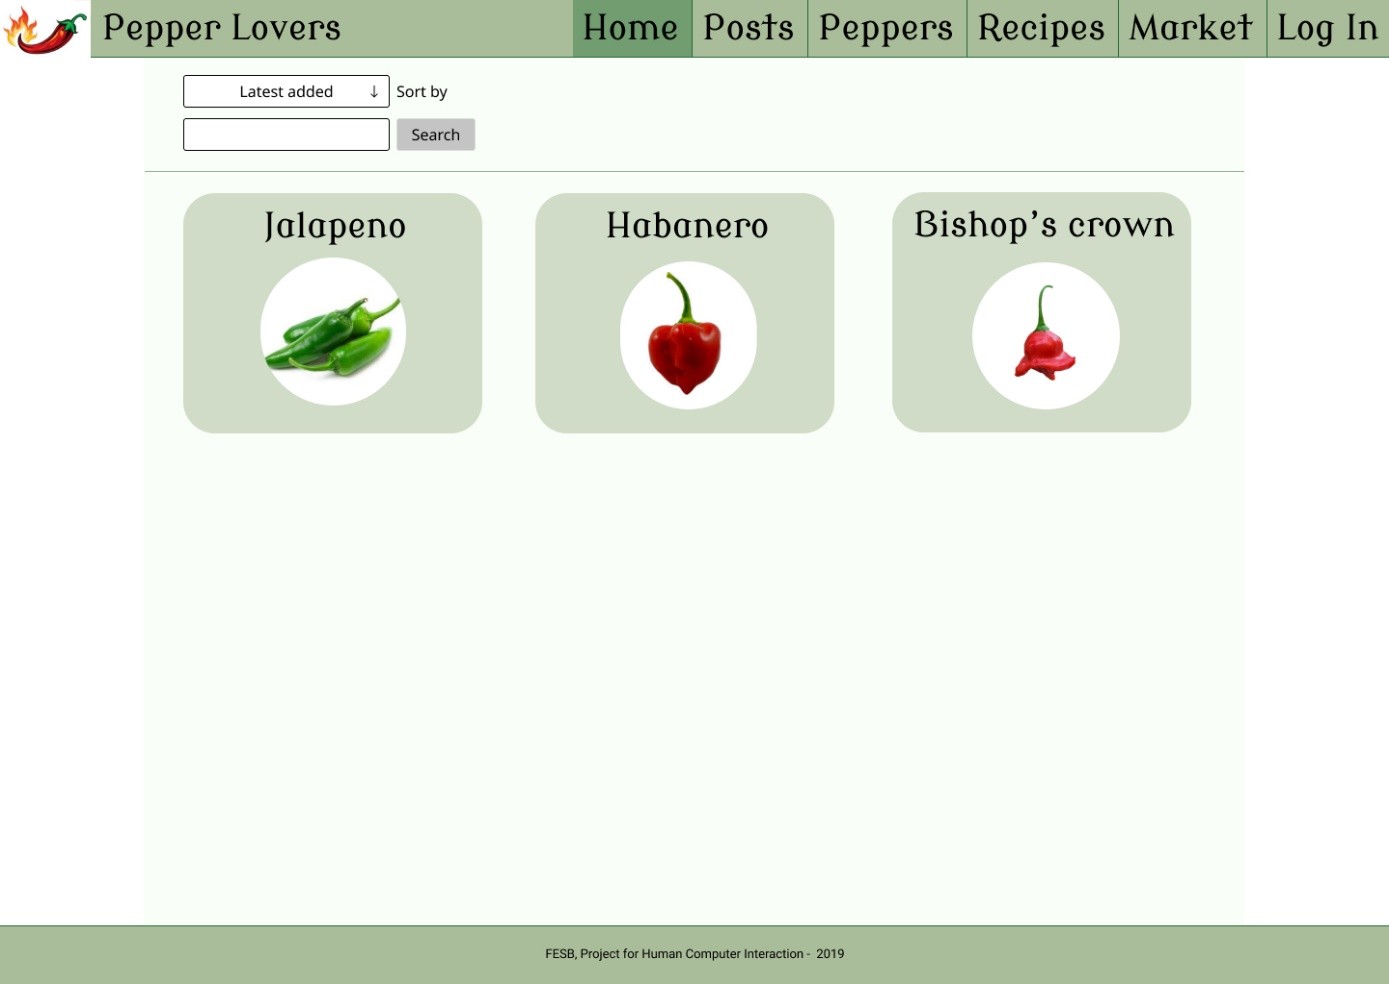 Pepper Lovers
Home
Posts
Peppers
Recipes
Market
Log In
Latest added ↓
Sort by
Search
Jalapeno
Habanero
Bishop's crown
FESB, Project for Human Computer Interaction - 2019